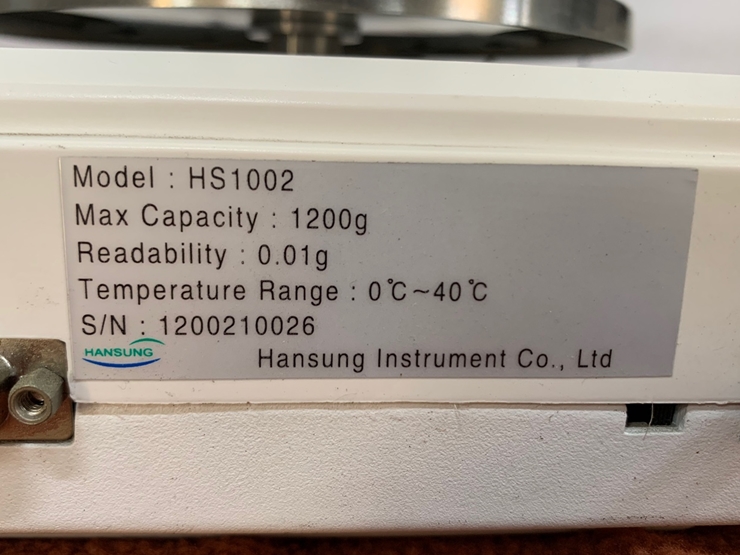 Model : HS1002
Max Capacity : 1200g
Readability : 0.01g
Temperature Range : 0℃~40℃
S/N : 1200210026
HANSUNG
Hansung Instrument Co., Ltd